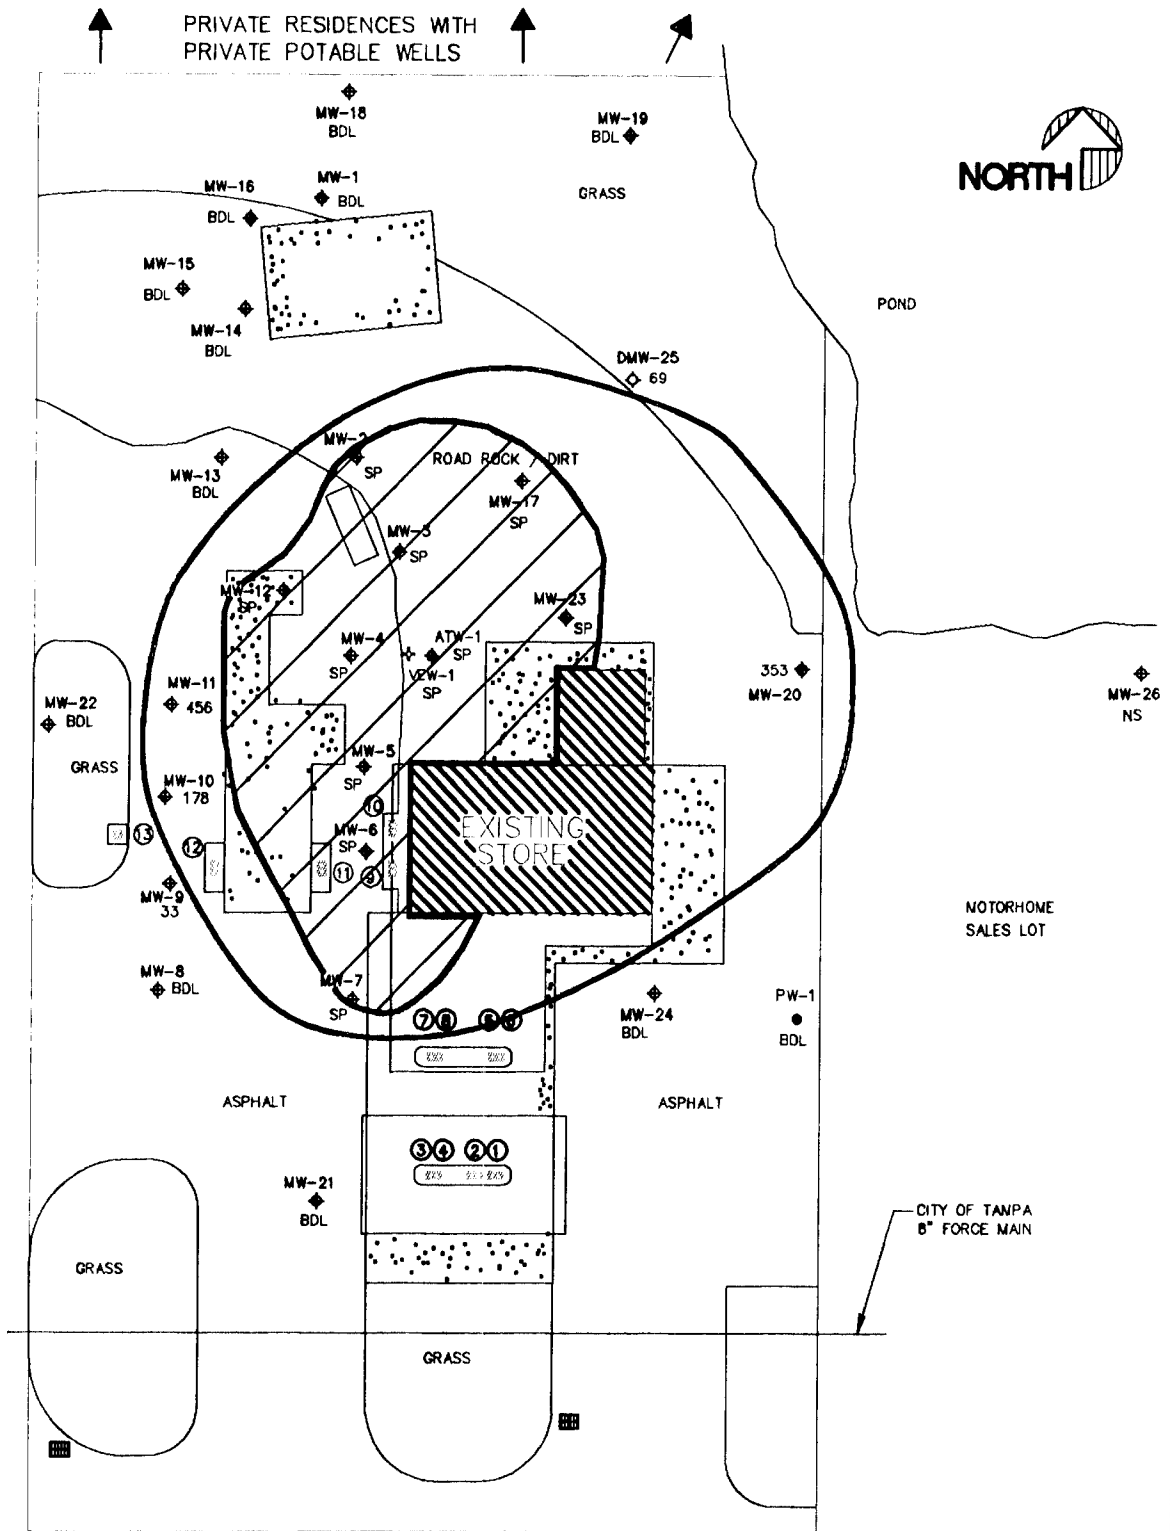 PRIVATE RESIDENCES WITH
PRIVATE POTABLE WELLS
MW-18
BDL
MW-19
BDL
NORTH
MW-16
BDL
MW-1
BDL
GRASS
MW-15
BDL
MW-14
BDL
POND
DMW-25
69
MW-2
SP
ROAD ROCK / DIRT
MW-13
BDL
MW-17
SP
MW-3
SP
MW-12
SP
MW-23
SP
MW-4
SP
ATW-1
SP
VEW-1
SP
353
MW-20
MW-26
NS
MW-11
456
MW-22
BDL
GRASS
MW-5
SP
MW-10
178
10
13
12
MW-6
SP
11
9
EXISTING
STORE
MW-9
33
NOTORHOME
SALES LOT
MW-8
BDL
MW-7
SP
7 8 5 6
MW-24
BDL
PW-1
BDL
ASPHALT
ASPHALT
3 4 2 1
MW-21
BDL
CITY OF TANPA
8" FORCE MAIN
GRASS
GRASS